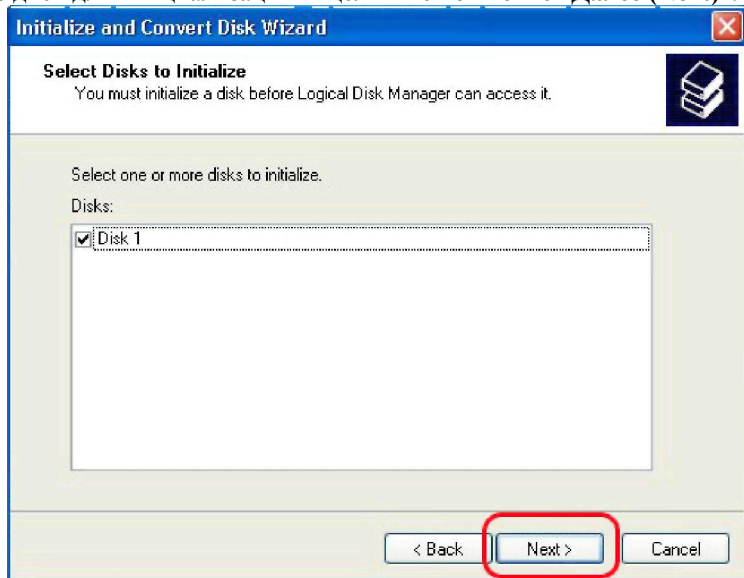 Initialize and Convert Disk Wizard
Select Disks to Initialize
You must initialize a disk before Logical Disk Manager can access it.
Select one or more disks to initialize.
Disks:
Disk 1
< Back
Next >
Cancel